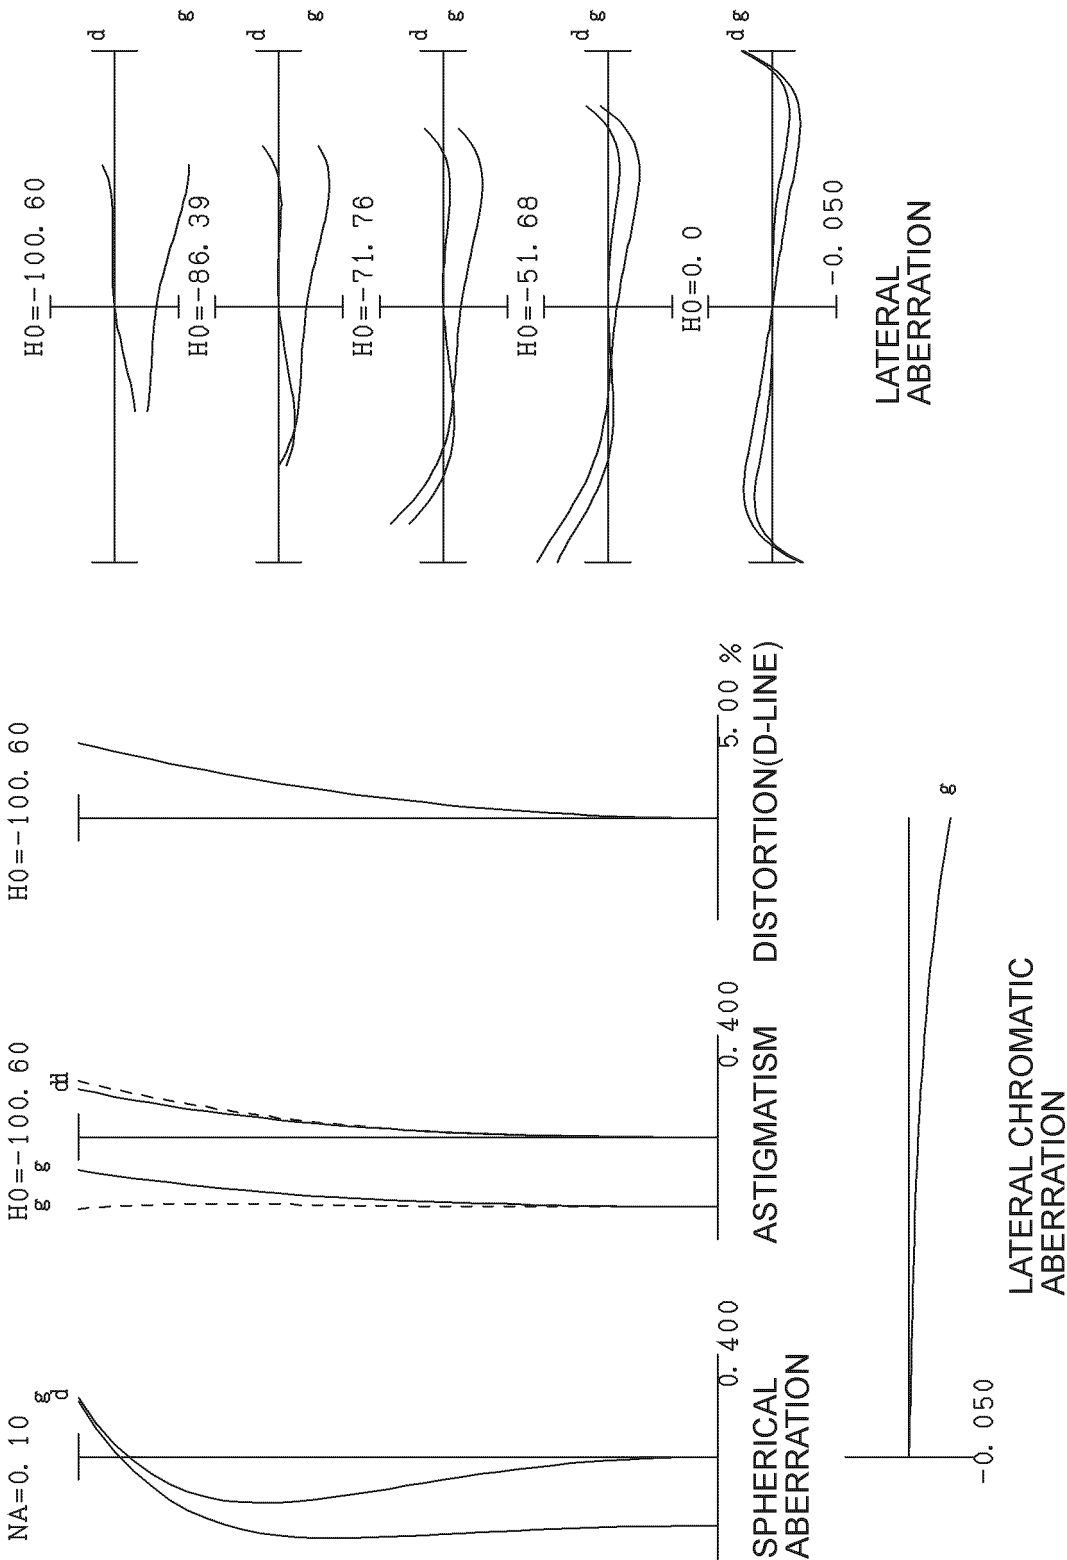 NA=0. 10
g
d
0. 400
SPHERICAL
ABERRATION
H0=-100. 60
g
g
dd
0. 400
ASTIGMATISM
H0=-100. 60
5. 00 %
DISTORTION(D-LINE)
-0. 050
g
LATERAL CHROMATIC
ABERRATION
H0=-100. 60
d
g
H0=-86. 39
d
g
H0=-71. 76
d
g
H0=-51. 68
d g
H0=0. 0
d g
-0. 050
LATERAL
ABERRATION